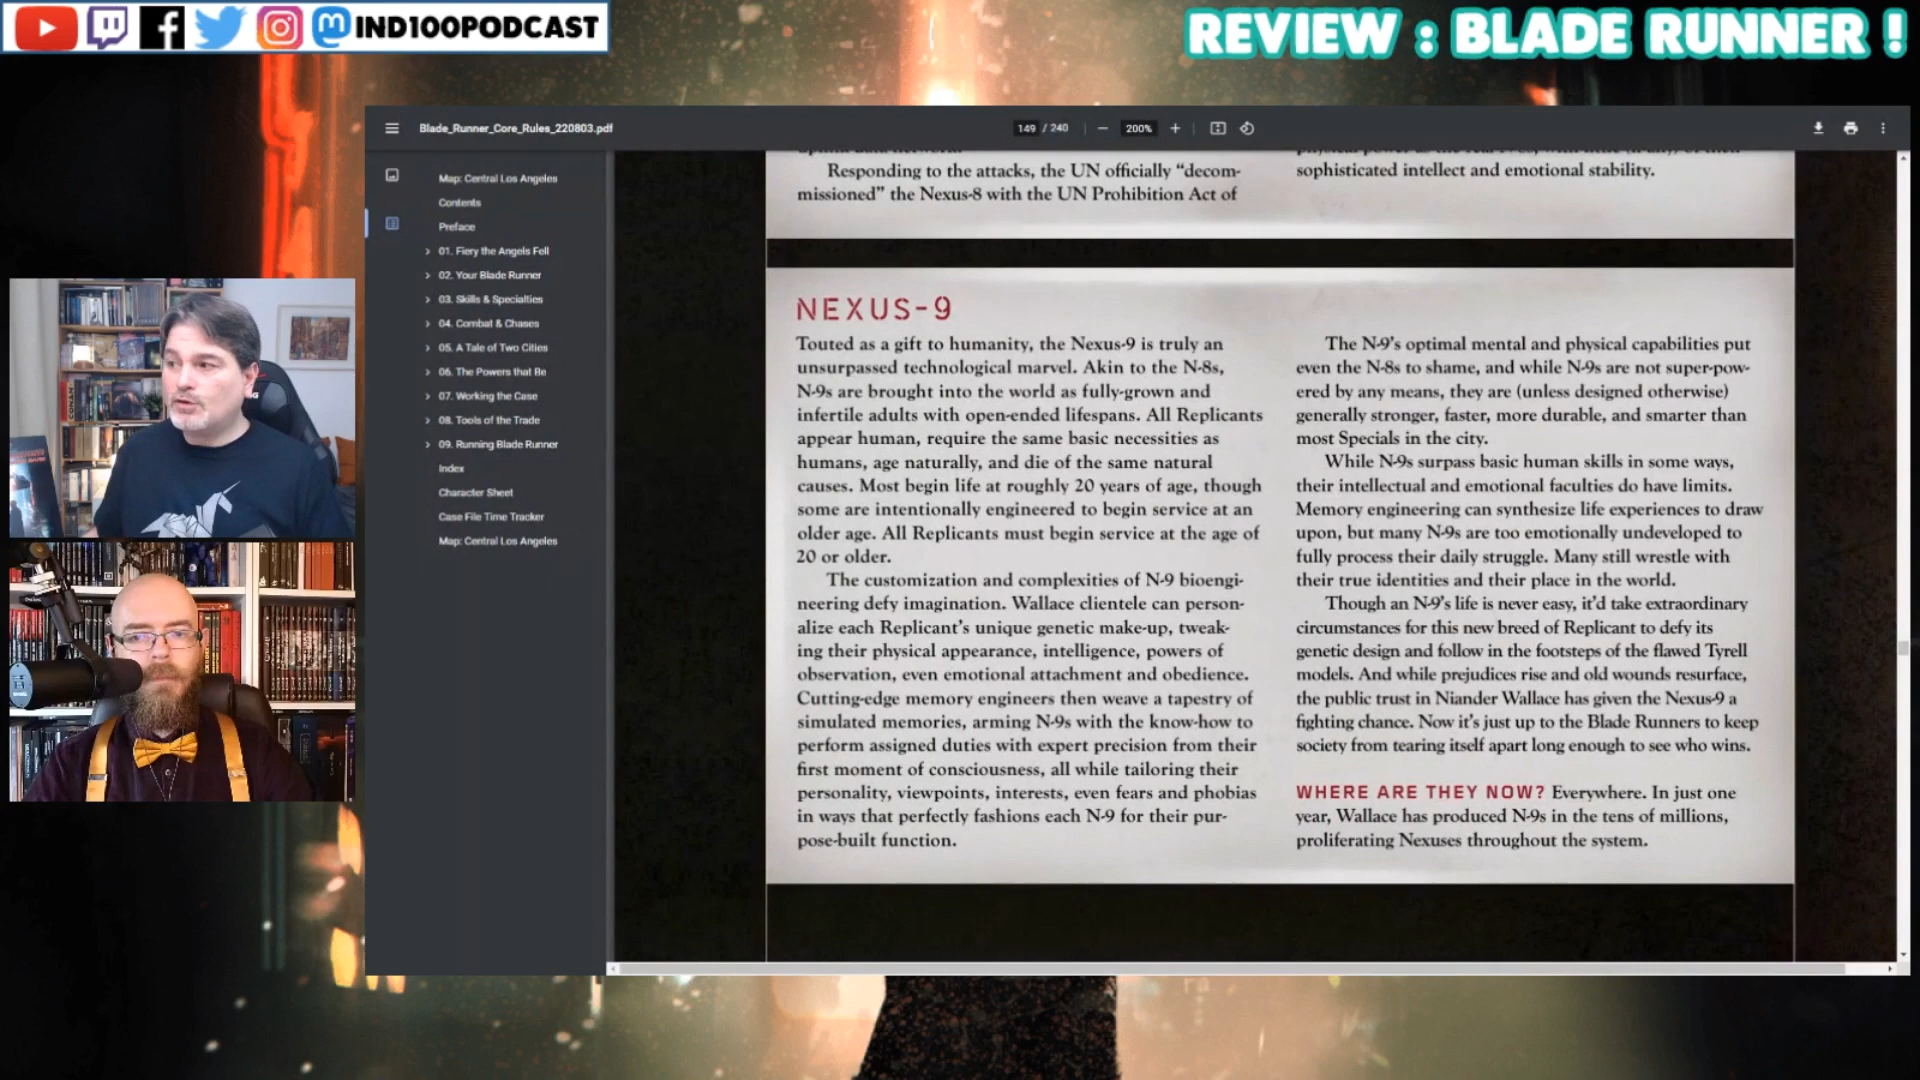 IND100PODCAST
REVIEW : BLADE RUNNER !
Blade_Runner_Core_Rules_220803.pdf
149 / 240
200%
Map: Central Los Angeles
Contents
Preface
01. Fiery the Angels Fell
02. Your Blade Runner
03. Skills & Specialties
04. Combat & Chases
05. A Tale of Two Cities
06. The Powers that Be
07. Working the Case
08. Tools of the Trade
09. Running Blade Runner
Index
Character Sheet
Case File Time Tracker
Map: Central Los Angeles
Responding to the attacks, the UN officially “decom-
missioned” the Nexus-8 with the UN Prohibition Act of
sophisticated intellect and emotional stability.
NEXUS-9
Touted as a gift to humanity, the Nexus-9 is truly an
unsurpassed technological marvel. Akin to the N-8s,
N-9s are brought into the world as fully-grown and
infertile adults with open-ended lifespans. All Replicants
appear human, require the same basic necessities as
humans, age naturally, and die of the same natural
causes. Most begin life at roughly 20 years of age, though
some are intentionally engineered to begin service at an
older age. All Replicants must begin service at the age of
20 or older.
The customization and complexities of N-9 bioengi-
neering defy imagination. Wallace clientele can person-
alize each Replicant’s unique genetic make-up, tweak-
ing their physical appearance, intelligence, powers of
observation, even emotional attachment and obedience.
Cutting-edge memory engineers then weave a tapestry of
simulated memories, arming N-9s with the know-how to
perform assigned duties with expert precision from their
first moment of consciousness, all while tailoring their
personality, viewpoints, interests, even fears and phobias
in ways that perfectly fashions each N-9 for their pur-
pose-built function.
The N-9’s optimal mental and physical capabilities put
even the N-8s to shame, and while N-9s are not super-pow-
ered by any means, they are (unless designed otherwise)
generally stronger, faster, more durable, and smarter than
most Specials in the city.
While N-9s surpass basic human skills in some ways,
their intellectual and emotional faculties do have limits.
Memory engineering can synthesize life experiences to draw
upon, but many N-9s are too emotionally undeveloped to
fully process their daily struggle. Many still wrestle with
their true identities and their place in the world.
Though an N-9’s life is never easy, it’d take extraordinary
circumstances for this new breed of Replicant to defy its
genetic design and follow in the footsteps of the flawed Tyrell
models. And while prejudices rise and old wounds resurface,
the public trust in Niander Wallace has given the Nexus-9 a
fighting chance. Now it’s just up to the Blade Runners to keep
society from tearing itself apart long enough to see who wins.
WHERE ARE THEY NOW? Everywhere. In just one
year, Wallace has produced N-9s in the tens of millions,
proliferating Nexuses throughout the system.